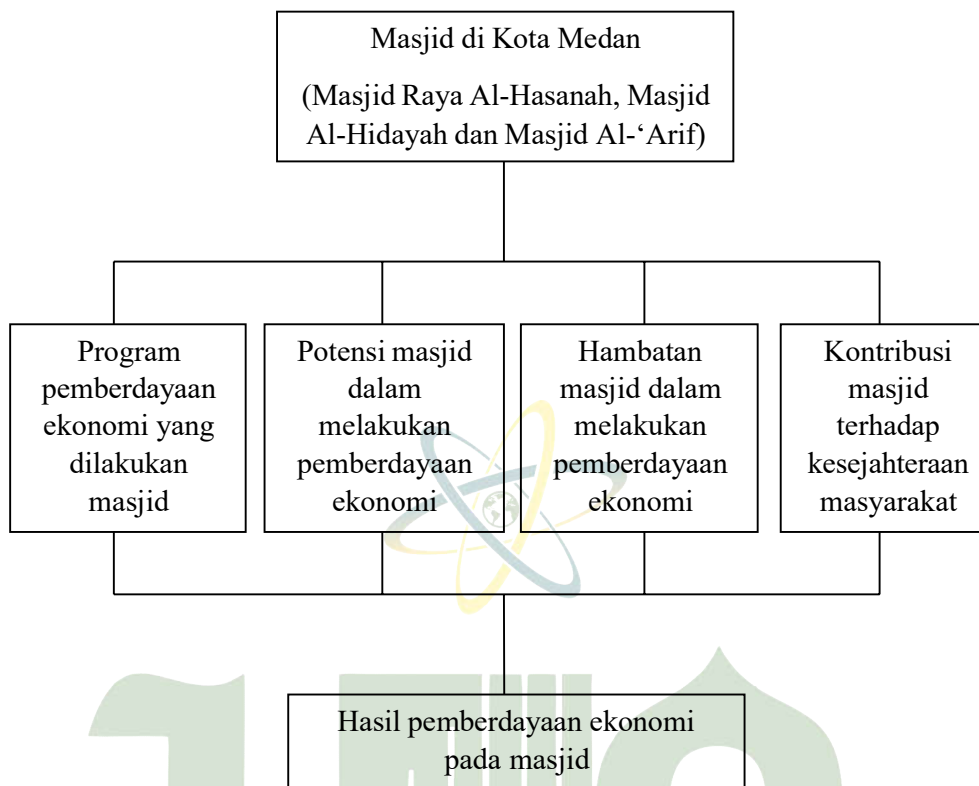 Masjid di Kota Medan
(Masjid Raya Al-Hasanah, Masjid
Al-Hidayah dan Masjid Al-‘Arif)
Program
pemberdayaan
ekonomi yang
dilakukan
masjid
Potensi masjid
dalam
melakukan
pemberdayaan
ekonomi
Hambatan
masjid dalam
melakukan
pemberdayaan
ekonomi
Kontribusi
masjid
terhadap
kesejahteraan
masyarakat
Hasil pemberdayaan ekonomi
pada masjid